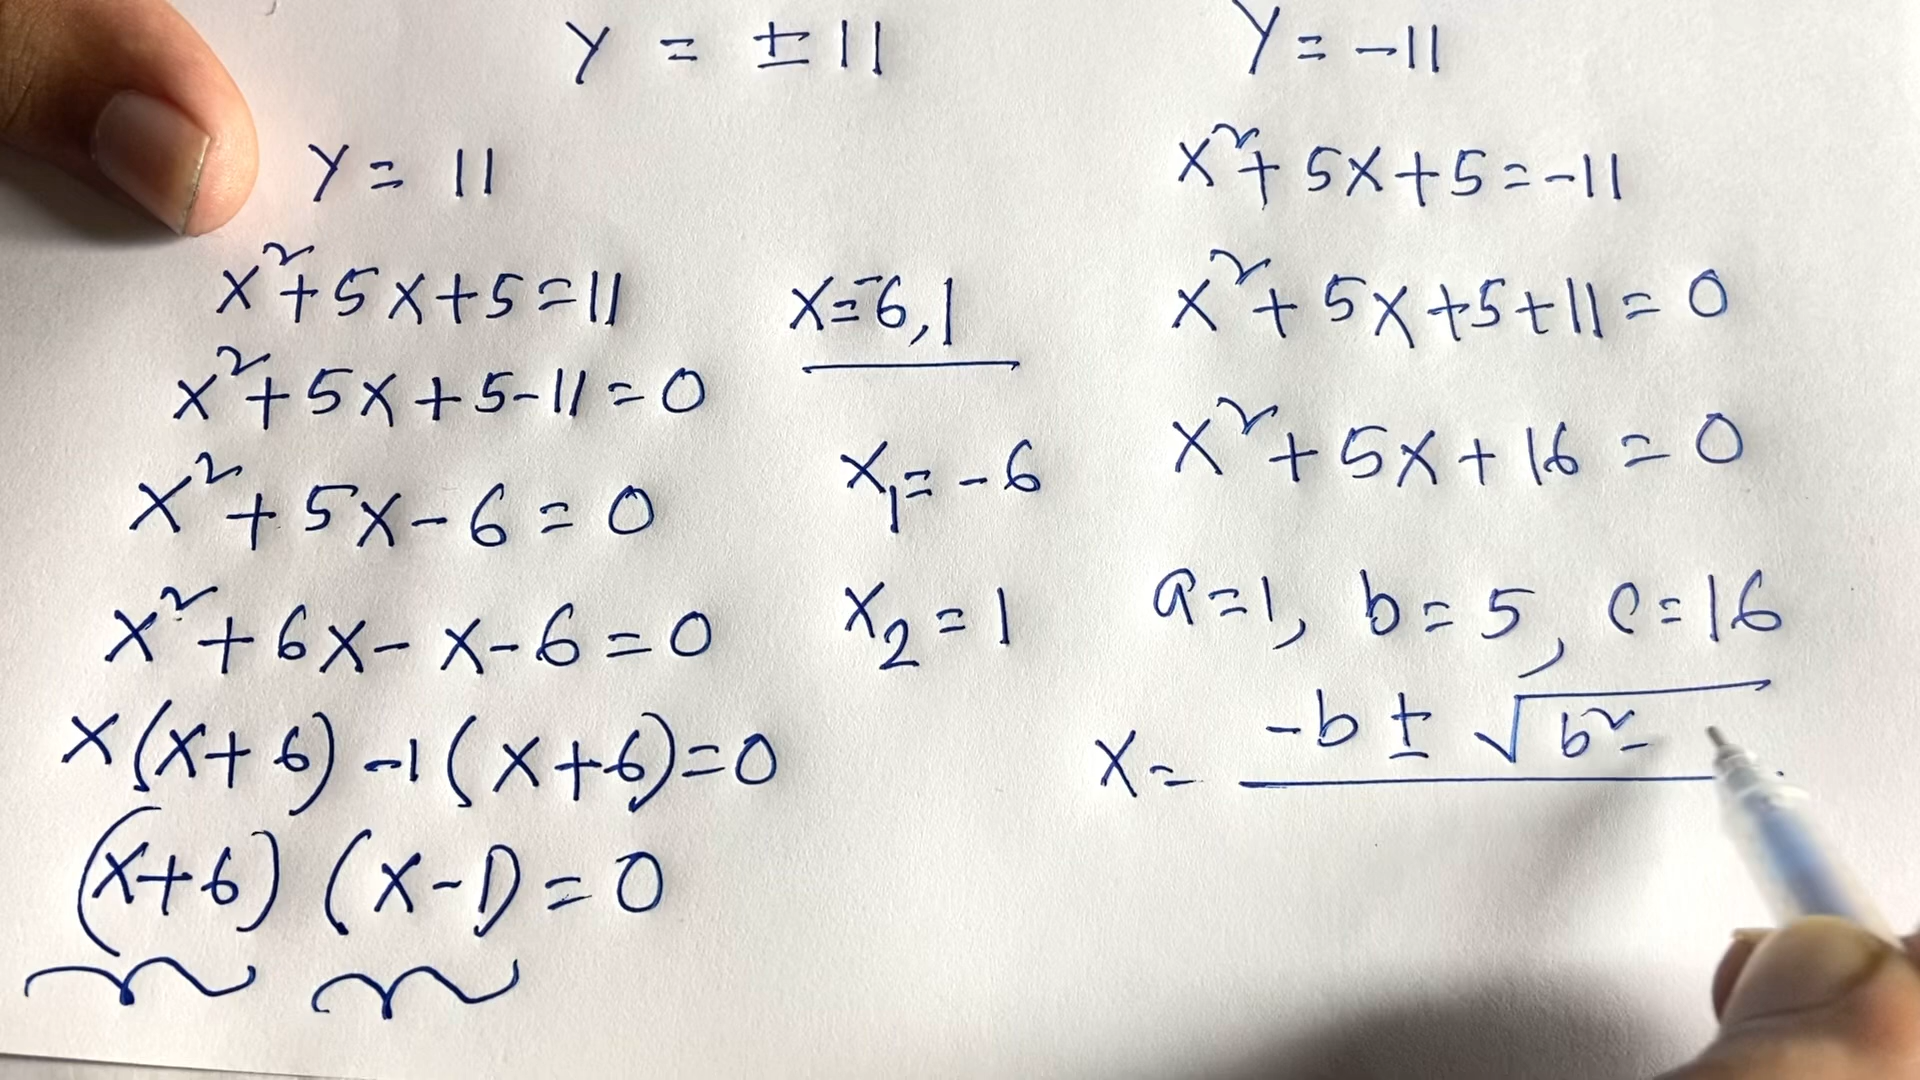 y = ±11
y = 11
x²+5x+5=11
x²+5x+5-11=0
x²+5x-6=0
x²+6x-x-6=0
x(x+6)-1(x+6)=0
(x+6)(x-1)=0
x=-6,1
x₁=-6
x₂=1
y=-11
x²+5x+5=-11
x²+5x+5+11=0
x²+5x+16=0
a=1, b=5, c=16
x= -b±√b²-